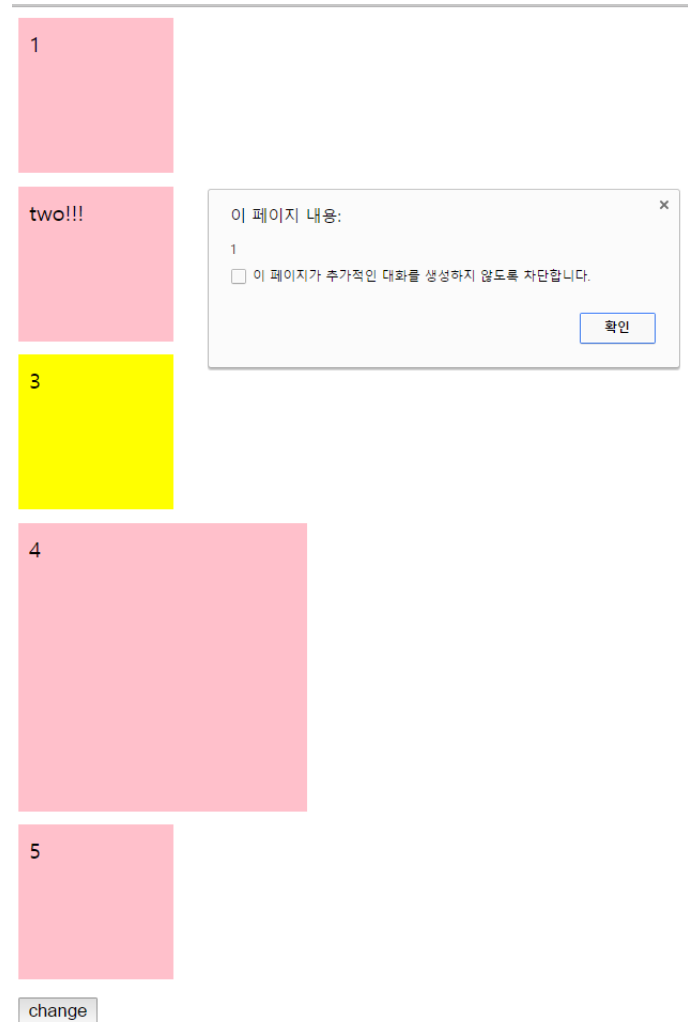 1
two!!!
이 페이지 내용:
×
1
이 페이지가 추가적인 대화를 생성하지 않도록 차단합니다.
확인
3
4
5
change